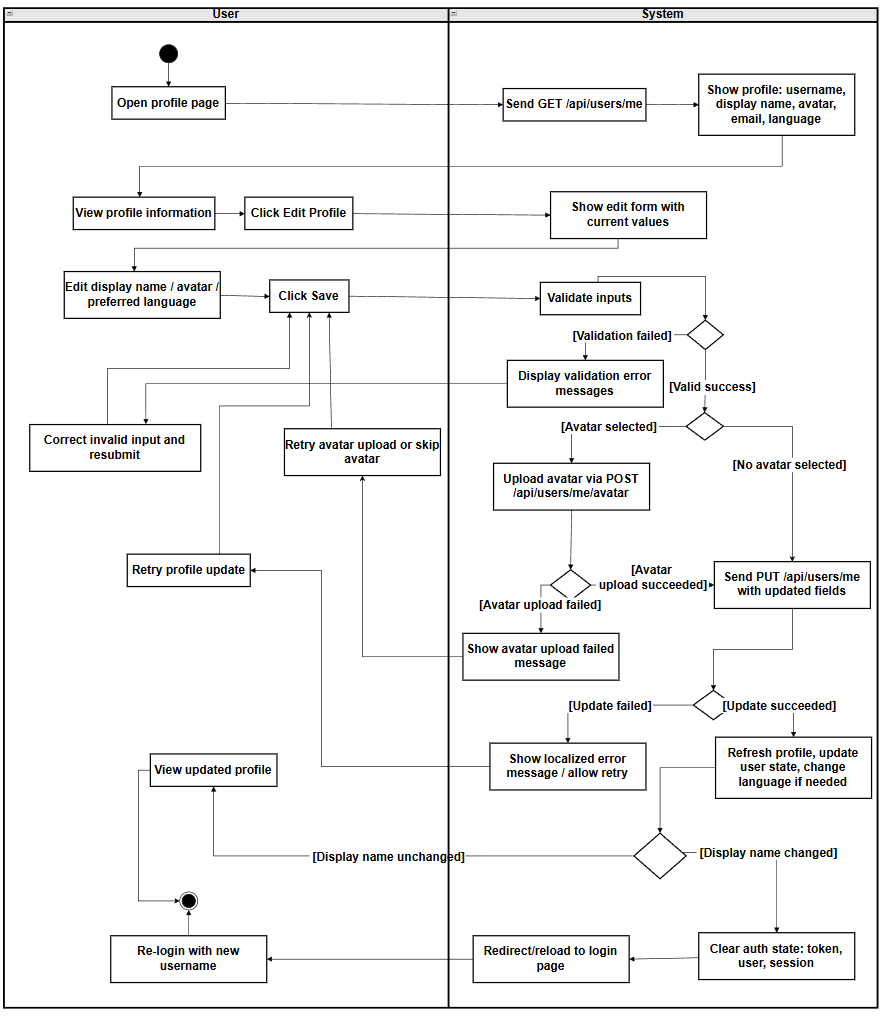 User
System
Open profile page
Send GET /api/users/me
Show profile: username,
display name, avatar,
email, language
View profile information
Click Edit Profile
Show edit form with
current values
Edit display name / avatar /
preferred language
Click Save
Validate inputs
[Validation failed]
Display validation error
messages
[Valid success]
Correct invalid input and
resubmit
Retry avatar upload or skip
avatar
[Avatar selected]
[No avatar selected]
Upload avatar via POST
/api/users/me/avatar
Retry profile update
[Avatar
upload succeeded]
Send PUT /api/users/me
with updated fields
[Avatar upload failed]
Show avatar upload failed
message
[Update failed]
[Update succeeded]
Show localized error
message / allow retry
Refresh profile, update
user state, change
language if needed
View updated profile
[Display name unchanged]
[Display name changed]
Re-login with new
username
Redirect/reload to login
page
Clear auth state: token,
user, session